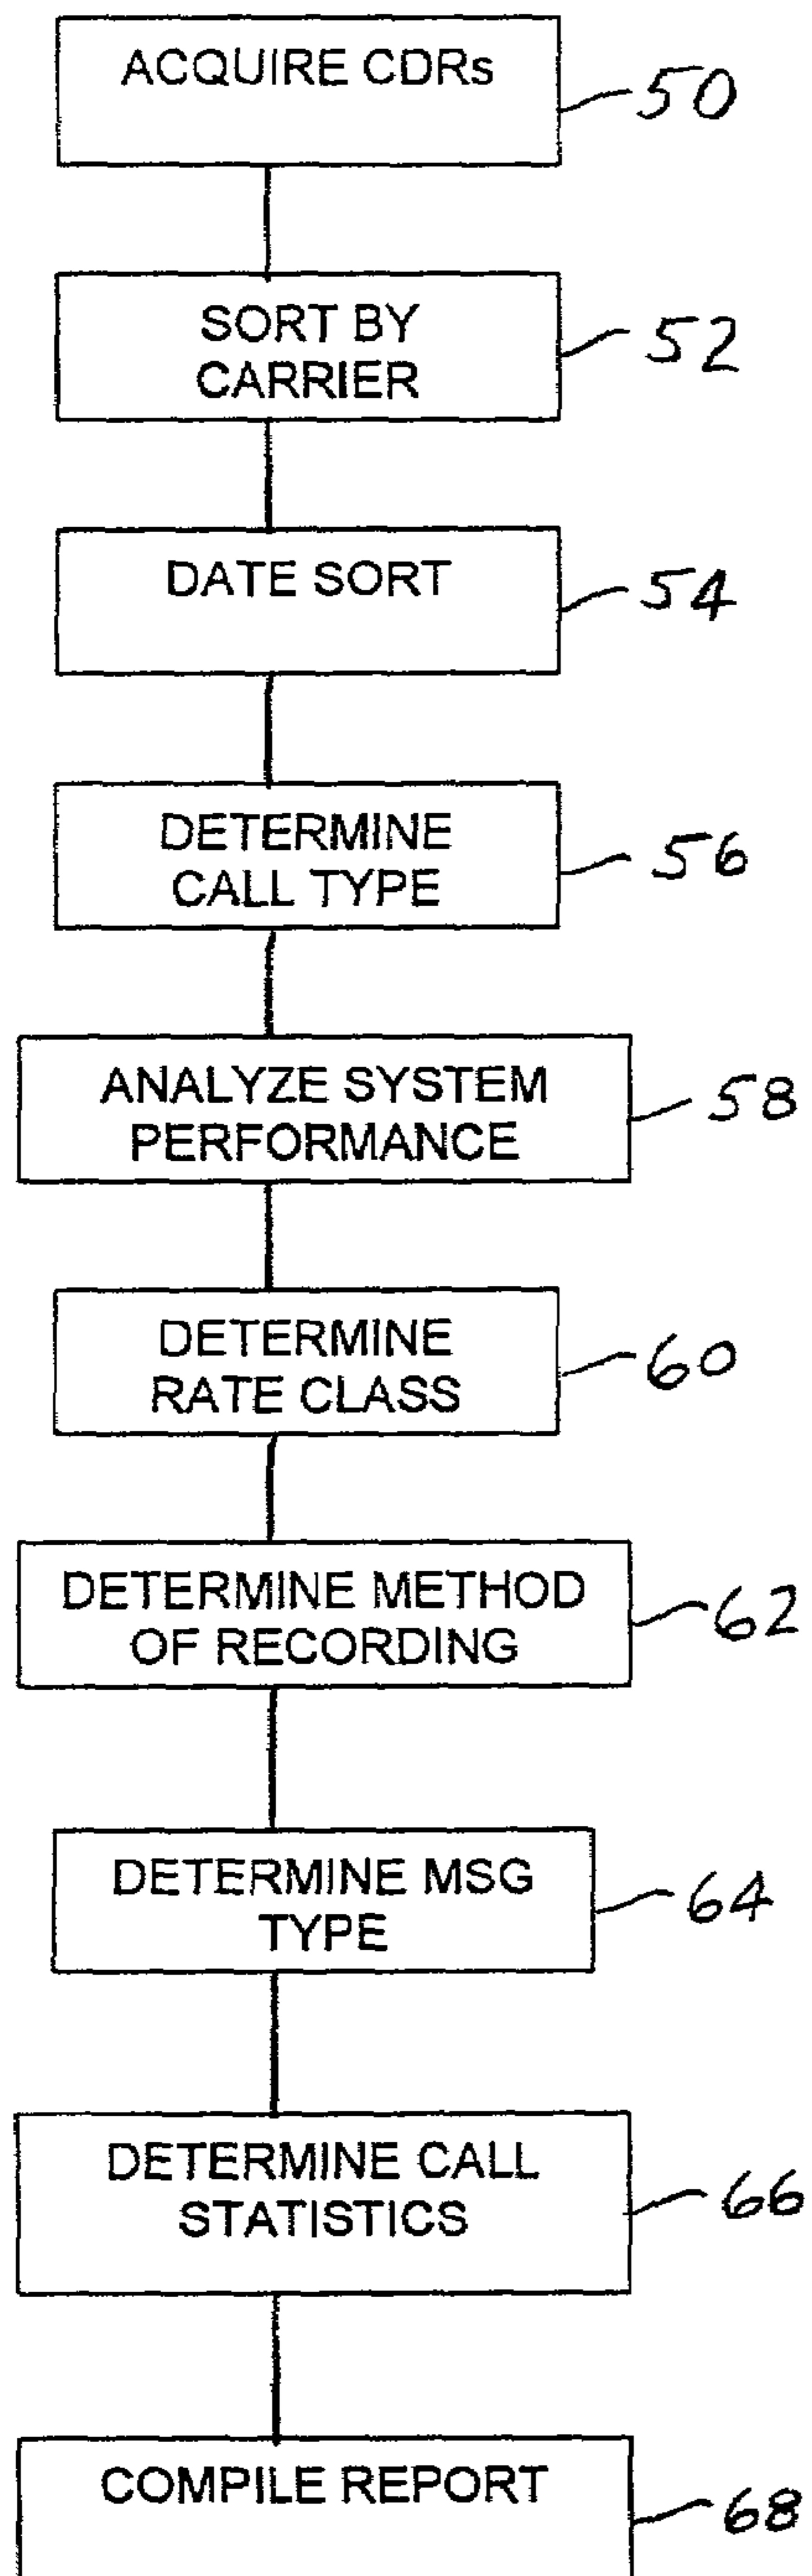 ACQUIRE CDRs
50
SORT BY
CARRIER
52
DATE SORT
54
DETERMINE
CALL TYPE
56
ANALYZE SYSTEM
PERFORMANCE
58
DETERMINE
RATE CLASS
60
DETERMINE METHOD
OF RECORDING
62
DETERMINE MSG
TYPE
64
DETERMINE CALL
STATISTICS
66
COMPILE REPORT
68